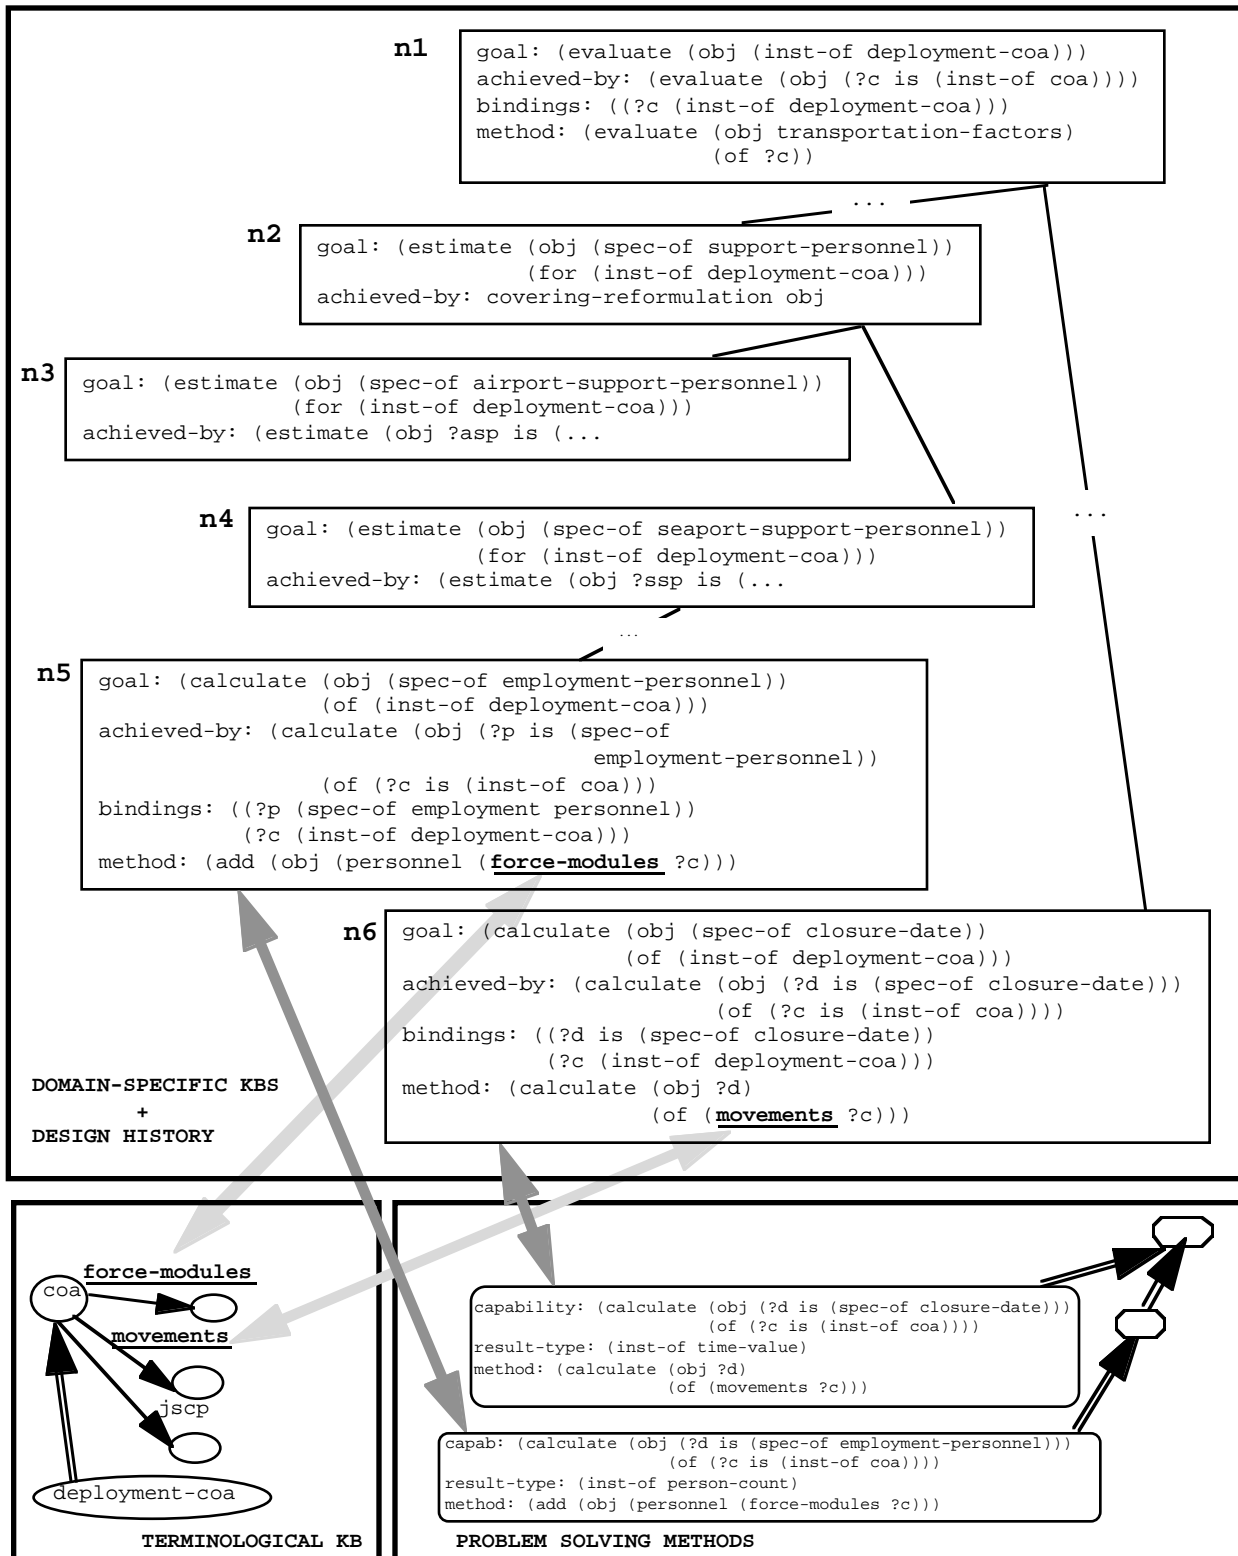 n1
goal: (evaluate (obj (inst-of deployment-coa)))
achieved-by: (evaluate (obj (?c is (inst-of coa))))
bindings: ((?c (inst-of deployment-coa)))
method: (evaluate (obj transportation-factors)
(of ?c))
...
n2
goal: (estimate (obj (spec-of support-personnel))
(for (inst-of deployment-coa)))
achieved-by: covering-reformulation obj
n3
goal: (estimate (obj (spec-of airport-support-personnel))
(for (inst-of deployment-coa)))
achieved-by: (estimate (obj ?asp is (...
...
n4
goal: (estimate (obj (spec-of seaport-support-personnel))
(for (inst-of deployment-coa)))
achieved-by: (estimate (obj ?ssp is (...
...
n5
goal: (calculate (obj (spec-of employment-personnel))
(of (inst-of deployment-coa)))
achieved-by: (calculate (obj (?p is (spec-of
employment-personnel))
(of (?c is (inst-of coa)))
bindings: ((?p (spec-of employment personnel))
(?c (inst-of deployment-coa)))
method: (add (obj (personnel (force-modules ?c)))
n6
goal: (calculate (obj (spec-of closure-date))
(of (inst-of deployment-coa)))
achieved-by: (calculate (obj (?d is (spec-of closure-date)))
(of (?c is (inst-of coa))))
bindings: ((?d is (spec-of closure-date))
(?c (inst-of deployment-coa)))
method: (calculate (obj ?d)
(of (movements ?c)))
DOMAIN-SPECIFIC KBS
+
DESIGN HISTORY
force-modules
coa
movements
jscp
deployment-coa
TERMINOLOGICAL KB
capability: (calculate (obj (?d is (spec-of closure-date)))
(of (?c is (inst-of coa))))
result-type: (inst-of time-value)
method: (calculate (obj ?d)
(of (movements ?c)))
capab: (calculate (obj (?d is (spec-of employment-personnel)))
(of (?c is (inst-of coa))))
result-type: (inst-of person-count)
method: (add (obj (personnel (force-modules ?c)))
PROBLEM SOLVING METHODS